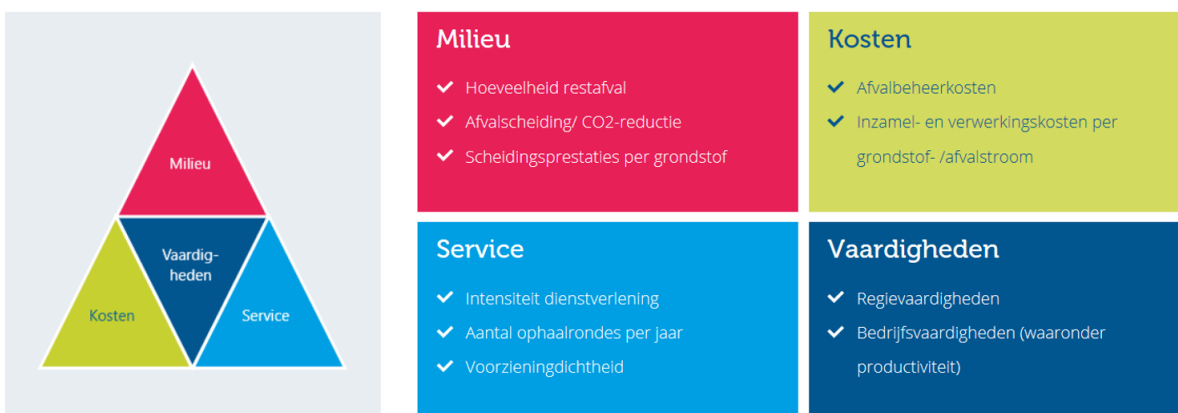 Milieu
Vaardig-
heden
Kosten
Service
Milieu
Hoeveelheid restafval
Afvalscheiding/ CO2-reductie
Scheidingsprestaties per grondstof
Kosten
Afvalbeheerkosten
Inzamel- en verwerkingskosten per
grondstof- /afvalstroom
Service
Intensiteit dienstverlening
Aantal ophaalrondes per jaar
Voorzieningdichtheid
Vaardigheden
Regievaardigheden
Bedrijfsvaardigheden (waaronder
productiviteit)